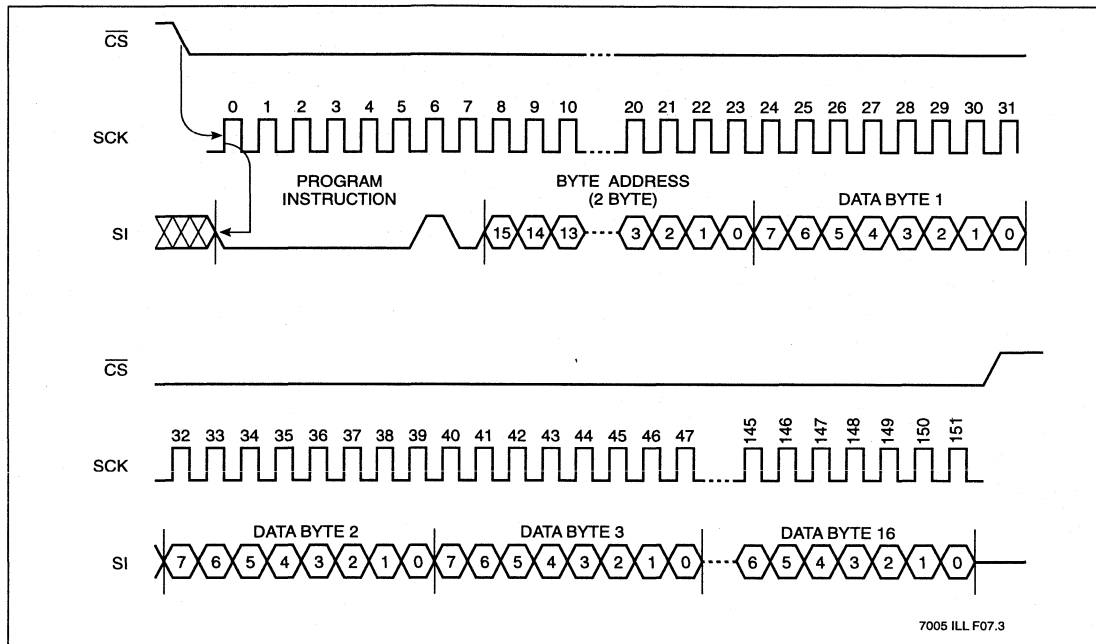 CS
0 1 2 3 4 5 6 7 8 9 10 20 21 22 23 24 25 26 27 28 29 30 31
SCK
PROGRAM
INSTRUCTION
BYTE ADDRESS
(2 BYTE)
DATA BYTE 1
SI
15 14 13 3 2 1 0 7 6 5 4 3 2 1 0
CS
32 33 34 35 36 37 38 39 40 41 42 43 44 45 46 47 145 146 147 148 149 150 151
SCK
DATA BYTE 2 DATA BYTE 3 DATA BYTE 16
SI
7 6 5 4 3 2 1 0 7 6 5 4 3 2 1 0 6 5 4 3 2 1 0
7005 ILL F07.3